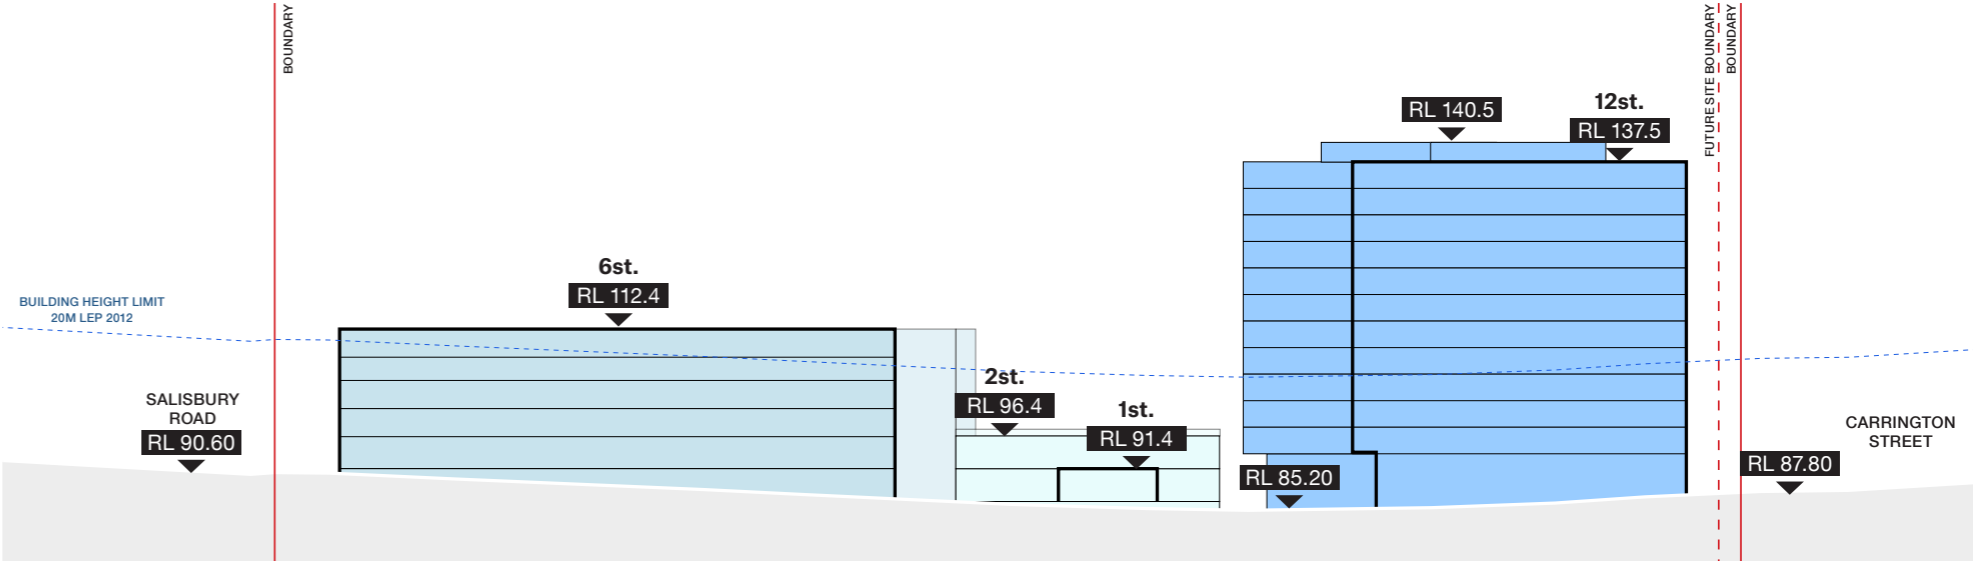 BOUNDARY
FUTURE SITE BOUNDARY
BOUNDARY
RL 140.5
12st.
RL 137.5
6st.
RL 112.4
BUILDING HEIGHT LIMIT
20M LEP 2012
2st.
RL 96.4
1st.
RL 91.4
SALISBURY
ROAD
RL 90.60
CARRINGTON
STREET
RL 87.80
RL 85.20